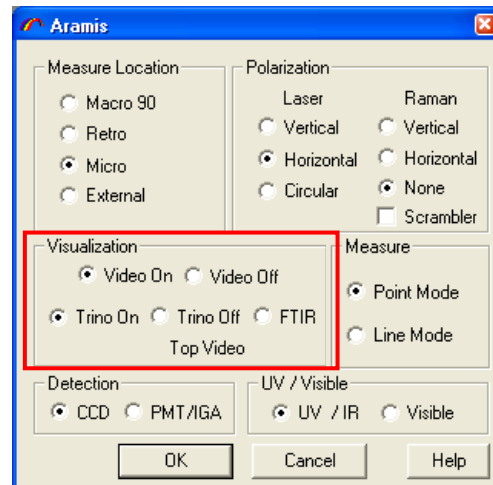 Aramis
Measure Location
Macro 90
Retro
Micro
External
Polarization
Laser
Vertical
Horizontal
Circular
Raman
Vertical
Horizontal
None
Scrambler
Visualization
Video On Video Off
Trino On Trino Off FTIR
Top Video
Measure
Point Mode
Line Mode
Detection
CCD PMT/IGA
UV / Visible
UV / IR Visible
OK Cancel Help